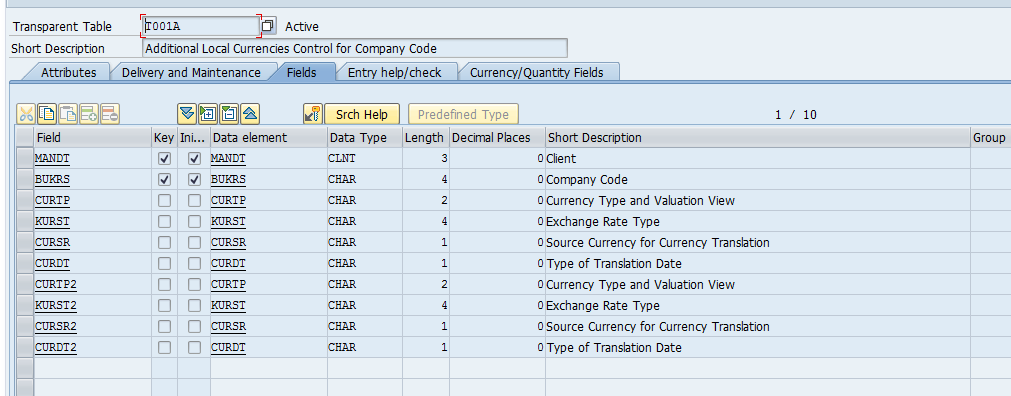 Transparent Table T001A Active
Short Description Additional Local Currencies Control for Company Code
Attributes Delivery and Maintenance Fields Entry help/check Currency/Quantity Fields
Srch Help Predefined Type 1 / 10
Field Key Ini... Data element Data Type Length Decimal Places Short Description Group
MANDT MANDT CLNT 3 0 Client
BUKRS BUKRS CHAR 4 0 Company Code
CURTP CURTP CHAR 2 0 Currency Type and Valuation View
KURST KURST CHAR 4 0 Exchange Rate Type
CURSR CURSR CHAR 1 0 Source Currency for Currency Translation
CURDT CURDT CHAR 1 0 Type of Translation Date
CURTP2 CURTP CHAR 2 0 Currency Type and Valuation View
KURST2 KURST CHAR 4 0 Exchange Rate Type
CURSR2 CURSR CHAR 1 0 Source Currency for Currency Translation
CURDT2 CURDT CHAR 1 0 Type of Translation Date